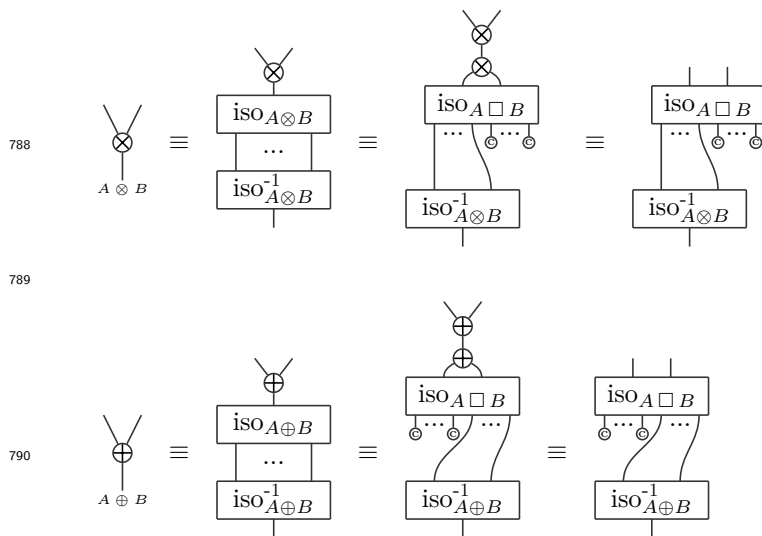 788
A ⊗ B
≡
iso_{A⊗B}
...
iso^{-1}_{A⊗B}
≡
iso_{A □ B}
... © ... ©
iso^{-1}_{A⊗B}
≡
iso_{A □ B}
... © ... ©
iso^{-1}_{A⊗B}
789
790
A ⊕ B
≡
iso_{A⊕B}
...
iso^{-1}_{A⊕B}
≡
iso_{A □ B}
© ... © ...
iso^{-1}_{A⊕B}
≡
iso_{A □ B}
© ... © ...
iso^{-1}_{A⊕B}